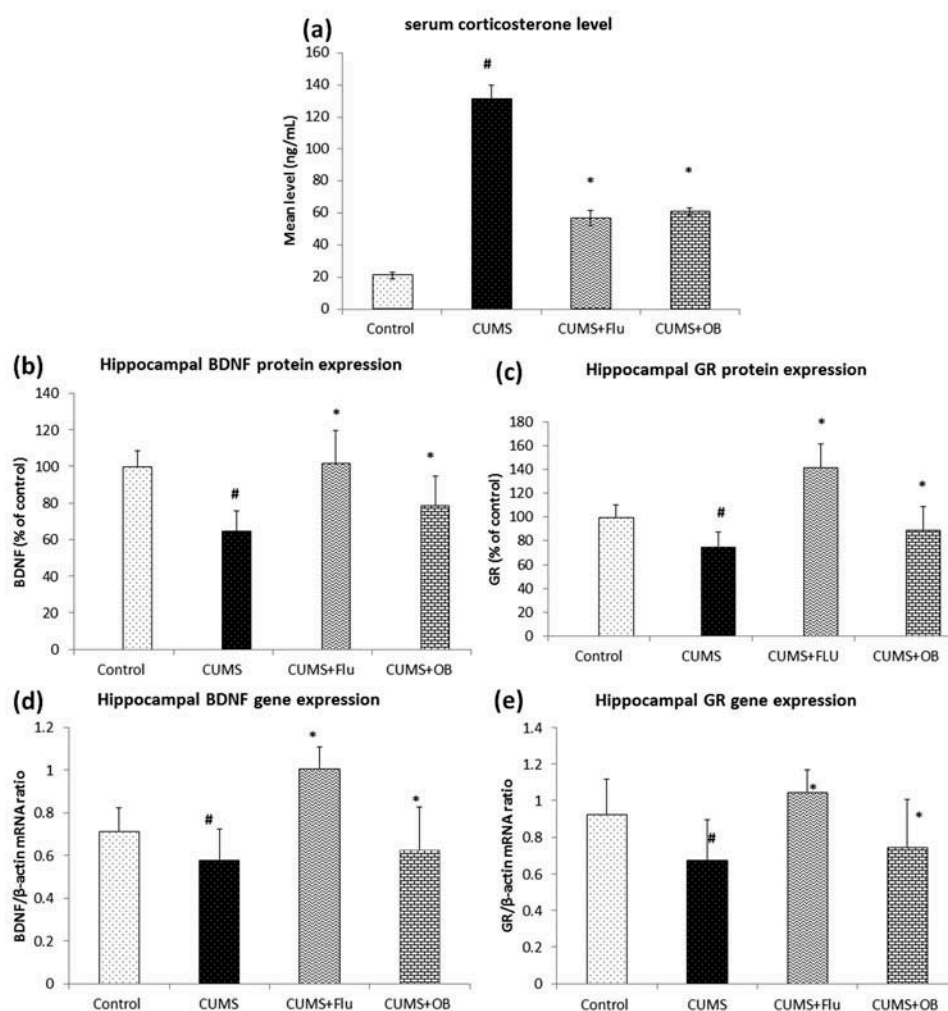 (a)
serum corticosterone level
Mean level (ng/mL)
160
140
120
100
80
60
40
20
0
#
*
*
Control CUMS CUMS+Flu CUMS+OB
(b)
Hippocampal BDNF protein expression
BDNF (% of control)
140
120
100
80
60
40
20
0
#
*
*
Control CUMS CUMS+Flu CUMS+OB
(c)
Hippocampal GR protein expression
GR (% of control)
180
160
140
120
100
80
60
40
20
0
#
*
*
Control CUMS CUMS+FLU CUMS+OB
(d)
Hippocampal BDNF gene expression
BDNF/β-actin mRNA ratio
1.2
1
0.8
0.6
0.4
0.2
0
#
*
*
Control CUMS CUMS+Flu CUMS+OB
(e)
Hippocampal GR gene expression
GR/β-actin mRNA ratio
1.4
1.2
1
0.8
0.6
0.4
0.2
0
#
*
*
Control CUMS CUMS+Flu CUMS+OB